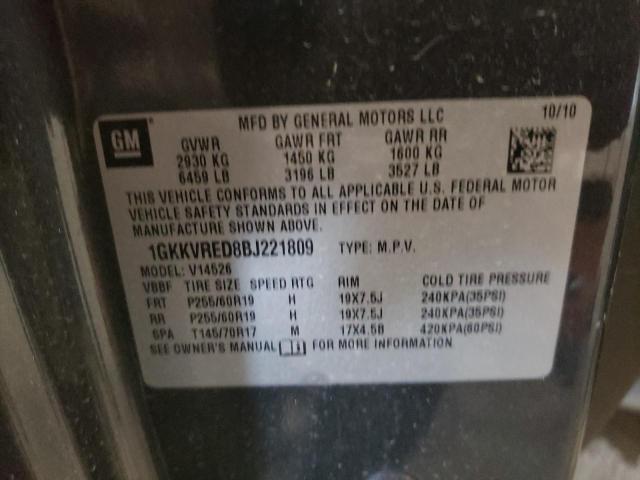 GM
MFD BY GENERAL MOTORS LLC 10/10
GVWR GAWR FRT GAWR RR
2930 KG 1450 KG 1600 KG
6459 LB 3196 LB 3527 LB
THIS VEHICLE CONFORMS TO ALL APPLICABLE U.S. FEDERAL MOTOR
VEHICLE SAFETY STANDARDS IN EFFECT ON THE DATE OF
MANUFACTURE SHOWN ABOVE.
1GKKVRED8BJ221809 TYPE: M.P.V.
MODEL: V14526
VBBF TIRE SIZE SPEED RTG RIM COLD TIRE PRESSURE
FRT P255/60R19 H 19X7.5J 240KPA(35PSI)
RR P255/60R19 H 19X7.5J 240KPA(35PSI)
SPA T145/70R17 M 17X4.5B 420KPA(60PSI)
SEE OWNER'S MANUAL FOR MORE INFORMATION